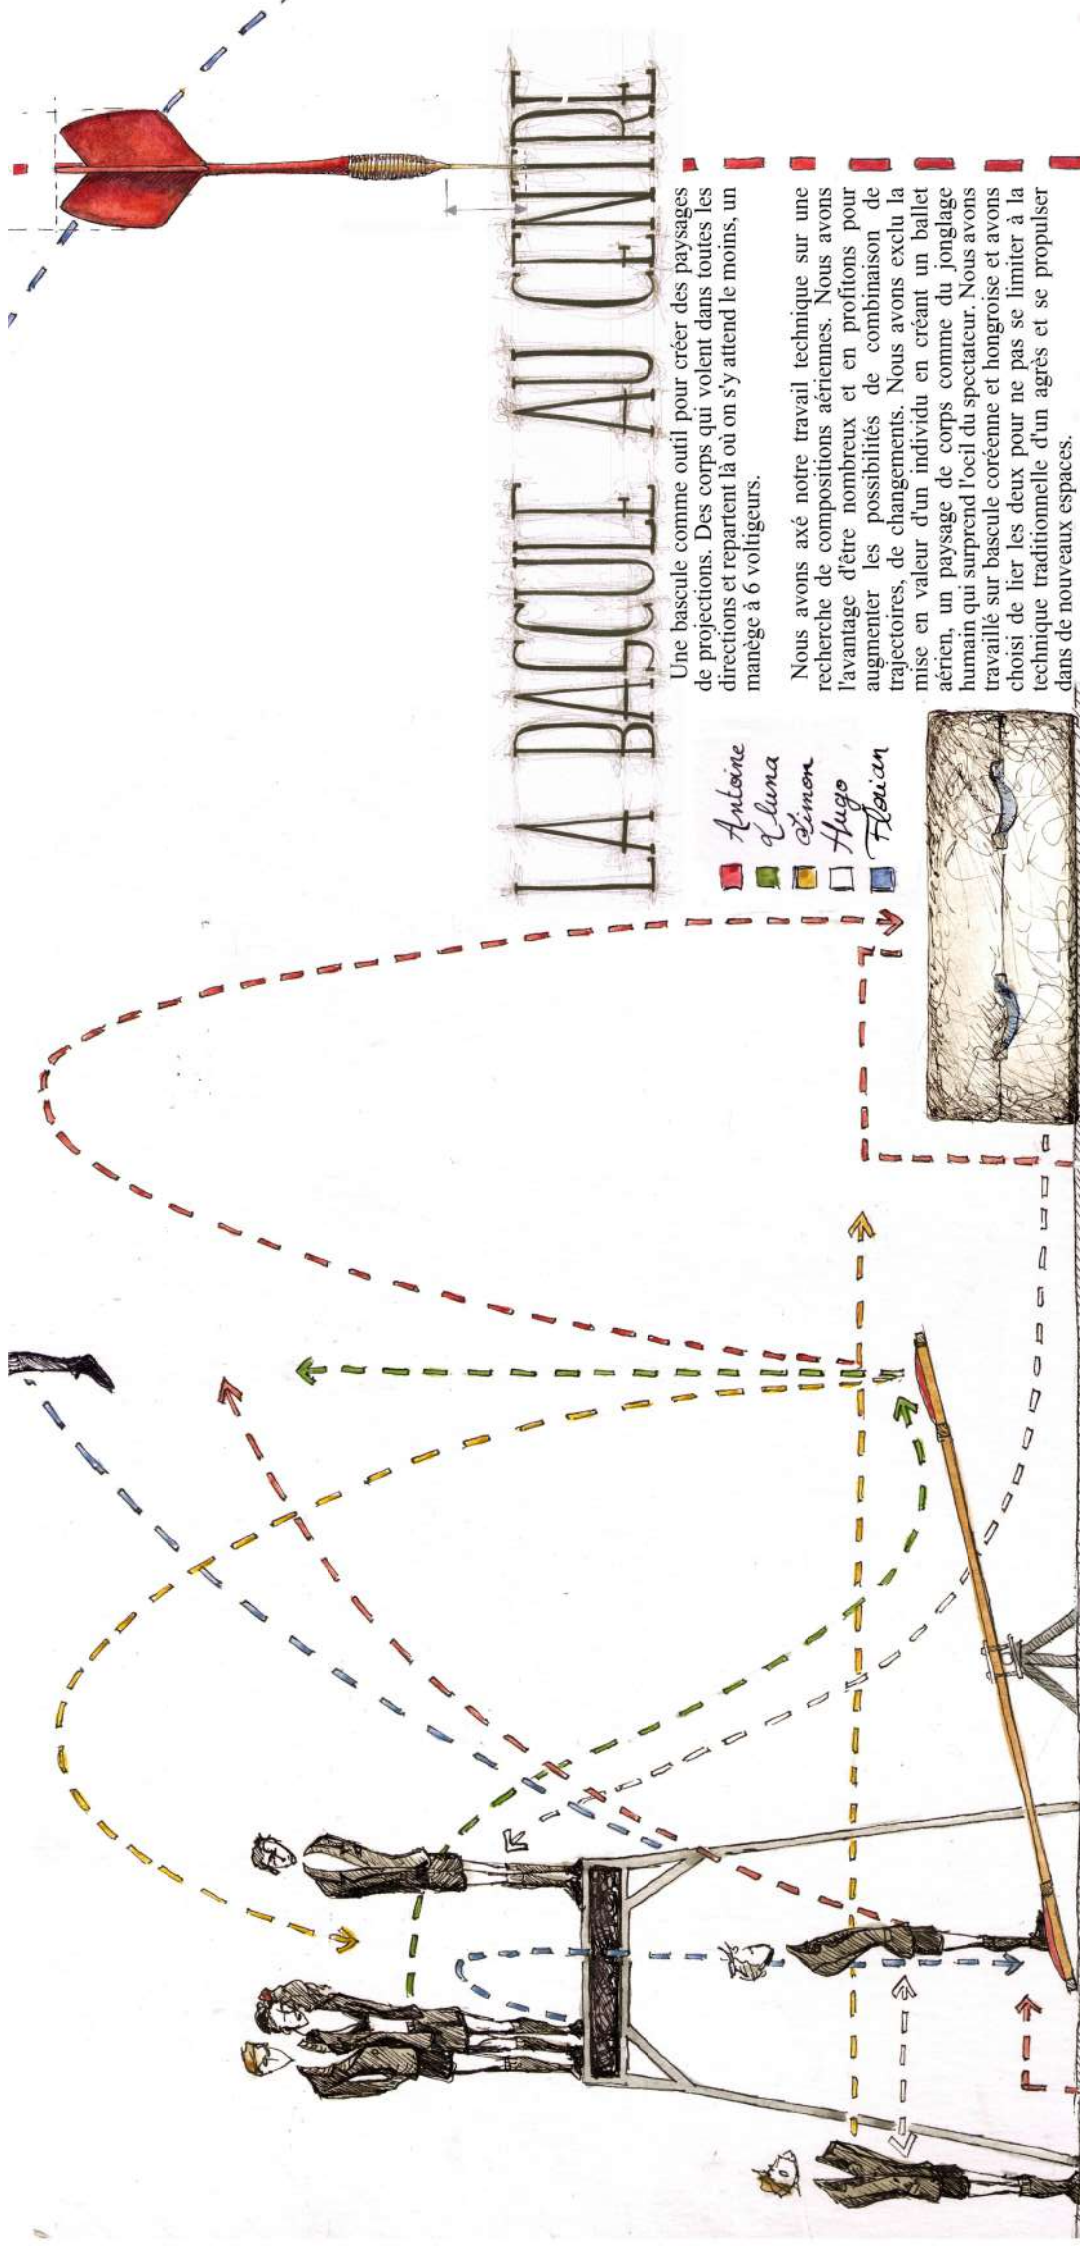 LA BASCULE AU CENTRE
Une bascule comme outil pour créer des paysages
de projections. Des corps qui volent dans toutes les
directions et repartent là où on s'y attend le moins, un
manège à 6 voltigeurs.
Nous avons axé notre travail technique sur une
recherche de compositions aériennes. Nous avons
l'avantage d'être nombreux et en profitons pour
augmenter les possibilités de combinaison de
trajectoires, de changements. Nous avons exclu la
mise en valeur d'un individu en créant un ballet
aérien, un paysage de corps comme du jonglage
humain qui surprend l'oeil du spectateur. Nous avons
travaillé sur bascule coréenne et hongroise et avons
choisi de lier les deux pour ne pas se limiter à la
technique traditionnelle d'un agrès et se propulser
dans de nouveaux espaces.
Antoine
Lluna
Simon
Hugo
Florian